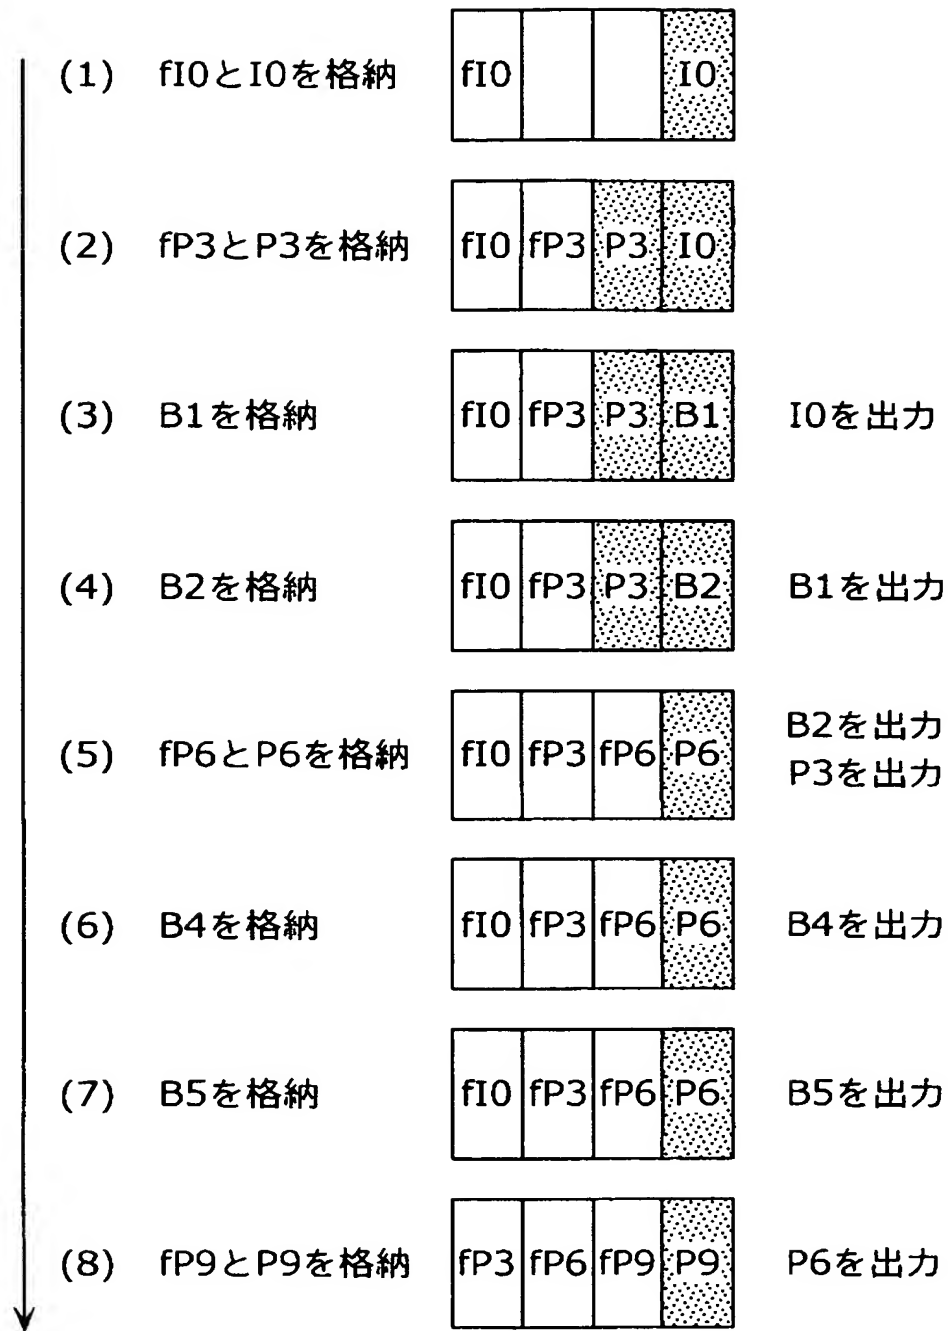 (1) fI0とI0を格納 fI0 I0
(2) fP3とP3を格納 fI0 fP3 P3 I0
(3) B1を格納 fI0 fP3 P3 B1 I0を出力
(4) B2を格納 fI0 fP3 P3 B2 B1を出力
(5) fP6とP6を格納 fI0 fP3 fP6 P6 B2を出力
P3を出力
(6) B4を格納 fI0 fP3 fP6 P6 B4を出力
(7) B5を格納 fI0 fP3 fP6 P6 B5を出力
(8) fP9とP9を格納 fP3 fP6 fP9 P9 P6を出力